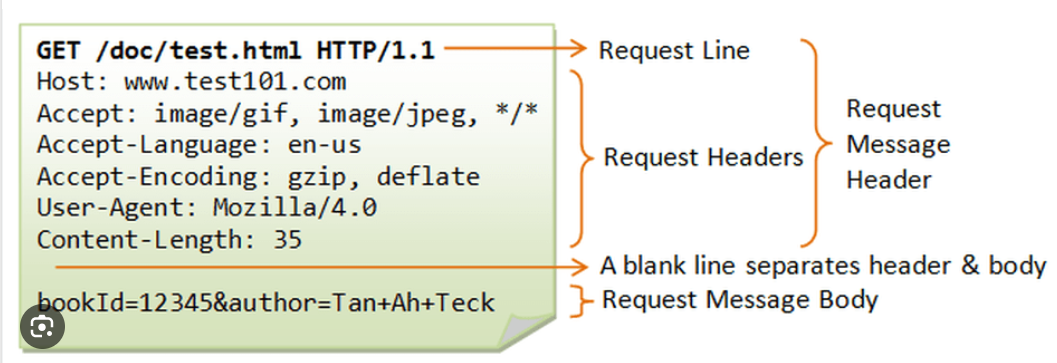 GET /doc/test.html HTTP/1.1
Request Line
Host: www.test101.com
Accept: image/gif, image/jpeg, */*
Accept-Language: en-us
Accept-Encoding: gzip, deflate
User-Agent: Mozilla/4.0
Content-Length: 35
Request Headers
Request
Message
Header
A blank line separates header & body
bookId=12345&author=Tan+Ah+Teck
Request Message Body